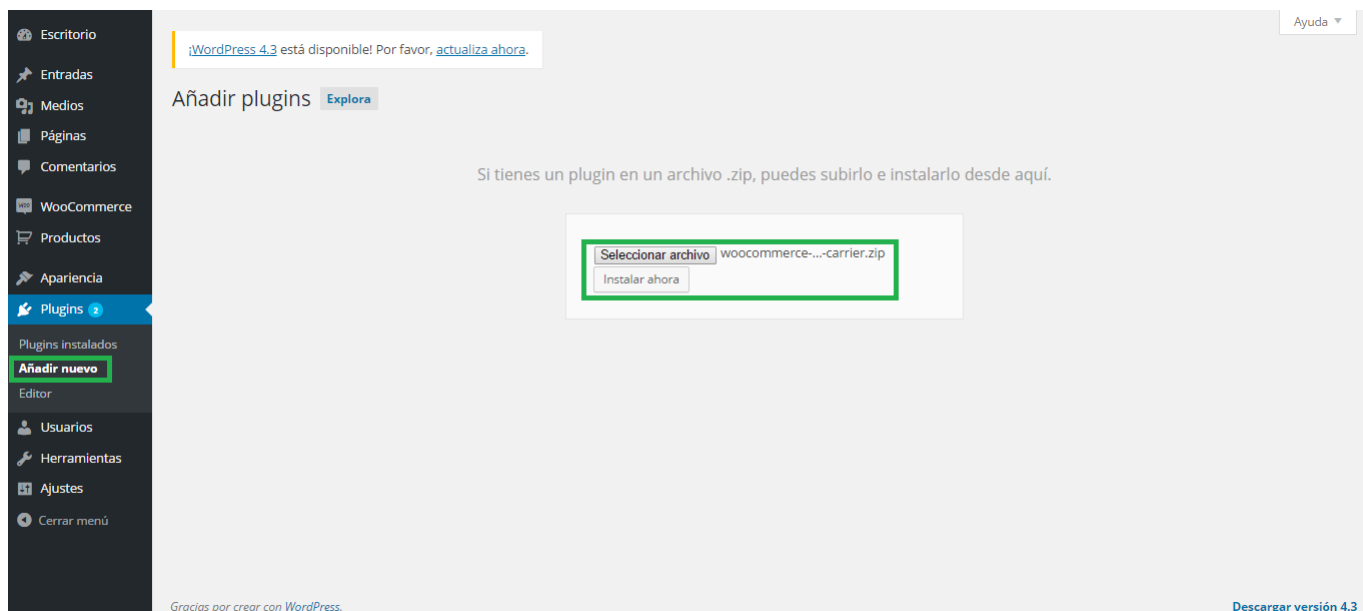 Escritorio
Entradas
Medios
Páginas
Comentarios
WooCommerce
Productos
Apariencia
Plugins 2
Plugins instalados
Añadir nuevo
Editor
Usuarios
Herramientas
Ajustes
Cerrar menú
Ayuda
¡WordPress 4.3 está disponible! Por favor, actualiza ahora.
Añadir plugins Explora
Si tienes un plugin en un archivo .zip, puedes subirlo e instalarlo desde aquí.
Seleccionar archivo woocommerce-...-carrier.zip
Instalar ahora
Gracias por crear con WordPress.
Descargar versión 4.3